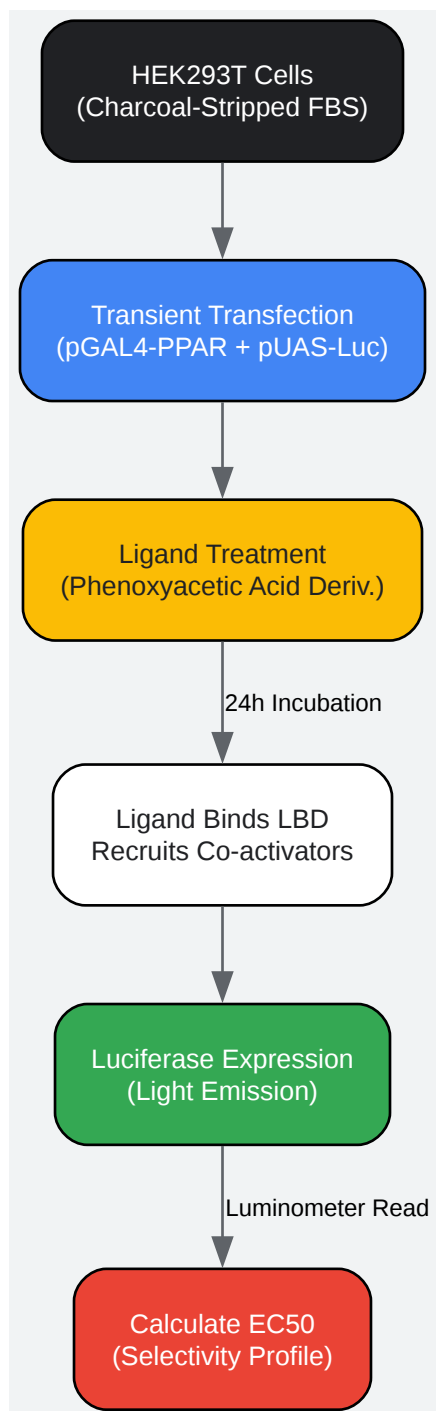 HEK293T Cells
(Charcoal-Stripped FBS)
Transient Transfection
(pGAL4-PPAR + pUAS-Luc)
Ligand Treatment
(Phenoxyacetic Acid Deriv.)
24h Incubation
Ligand Binds LBD
Recruits Co-activators
Luciferase Expression
(Light Emission)
Luminometer Read
Calculate EC50
(Selectivity Profile)